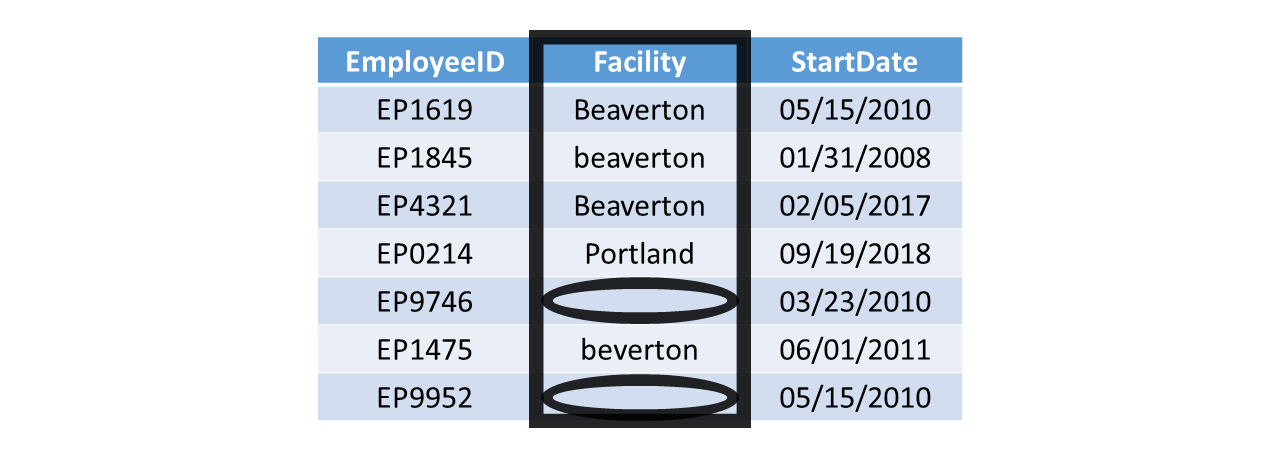 EmployeeID Facility StartDate
EP1619 Beaverton 05/15/2010
EP1845 beaverton 01/31/2008
EP4321 Beaverton 02/05/2017
EP0214 Portland 09/19/2018
EP9746 03/23/2010
EP1475 beverton 06/01/2011
EP9952 05/15/2010